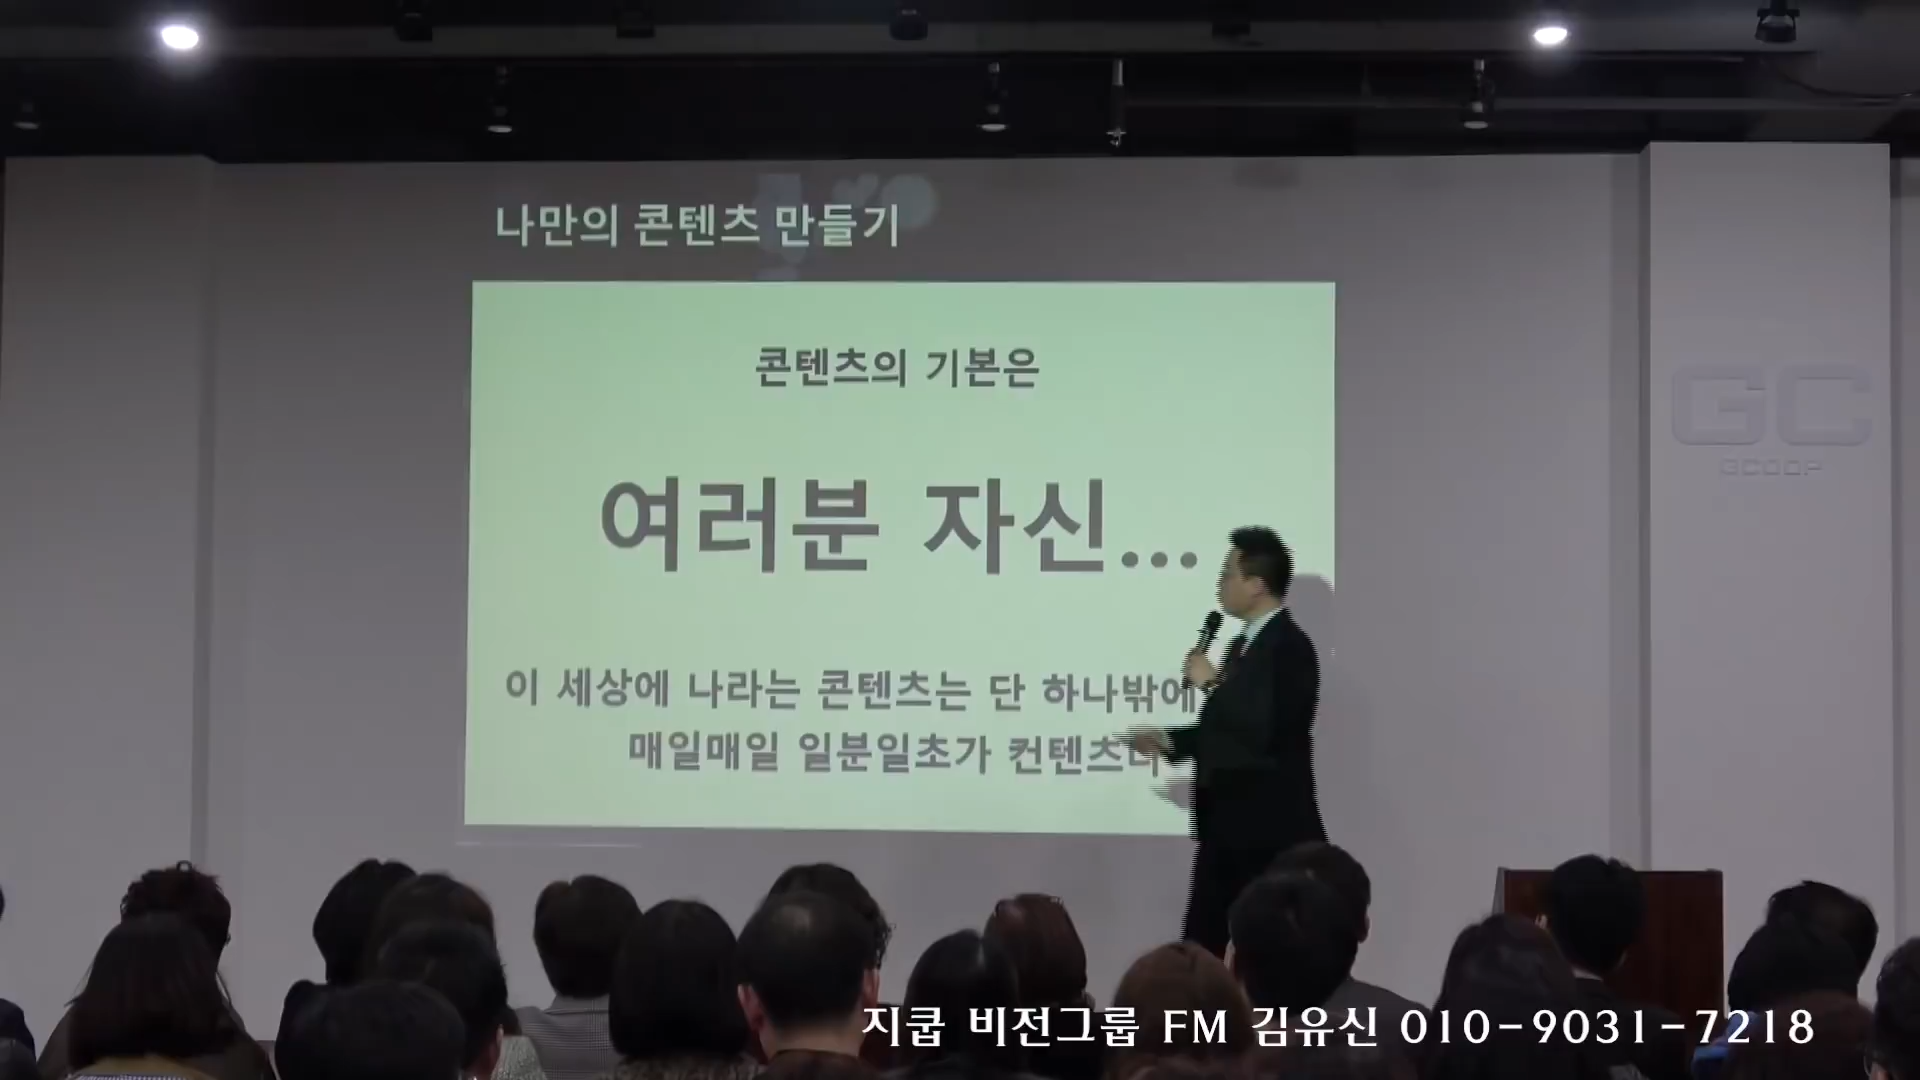 나만의 콘텐츠 만들기
콘텐츠의 기본은
여러분 자신...
이 세상에 나라는 콘텐츠는 단 하나밖에
매일매일 일분일초가 컨텐츠다
GC
GCOOP
지쿱 비전그룹 FM 김유신 010-9031-7218